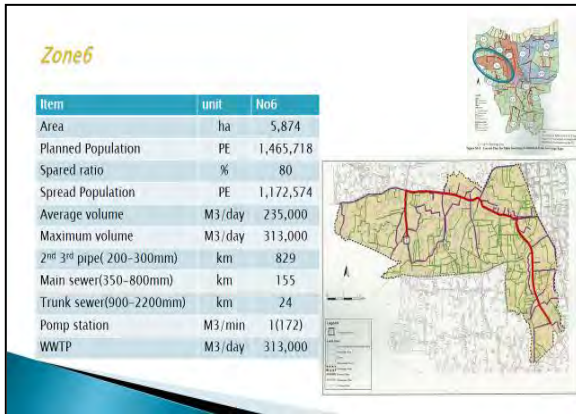 Zone6
Item unit No6
Area ha 5,874
Planned Population PE 1,465,718
Spared ratio % 80
Spread Population PE 1,172,574
Average volume M3/day 235,000
Maximum volume M3/day 313,000
2nd 3rd pipe( 200-300mm) km 829
Main sewer(350-800mm) km 155
Trunk sewer(900-2200mm) km 24
Pomp station M3/min 1(172)
WWTP M3/day 313,000